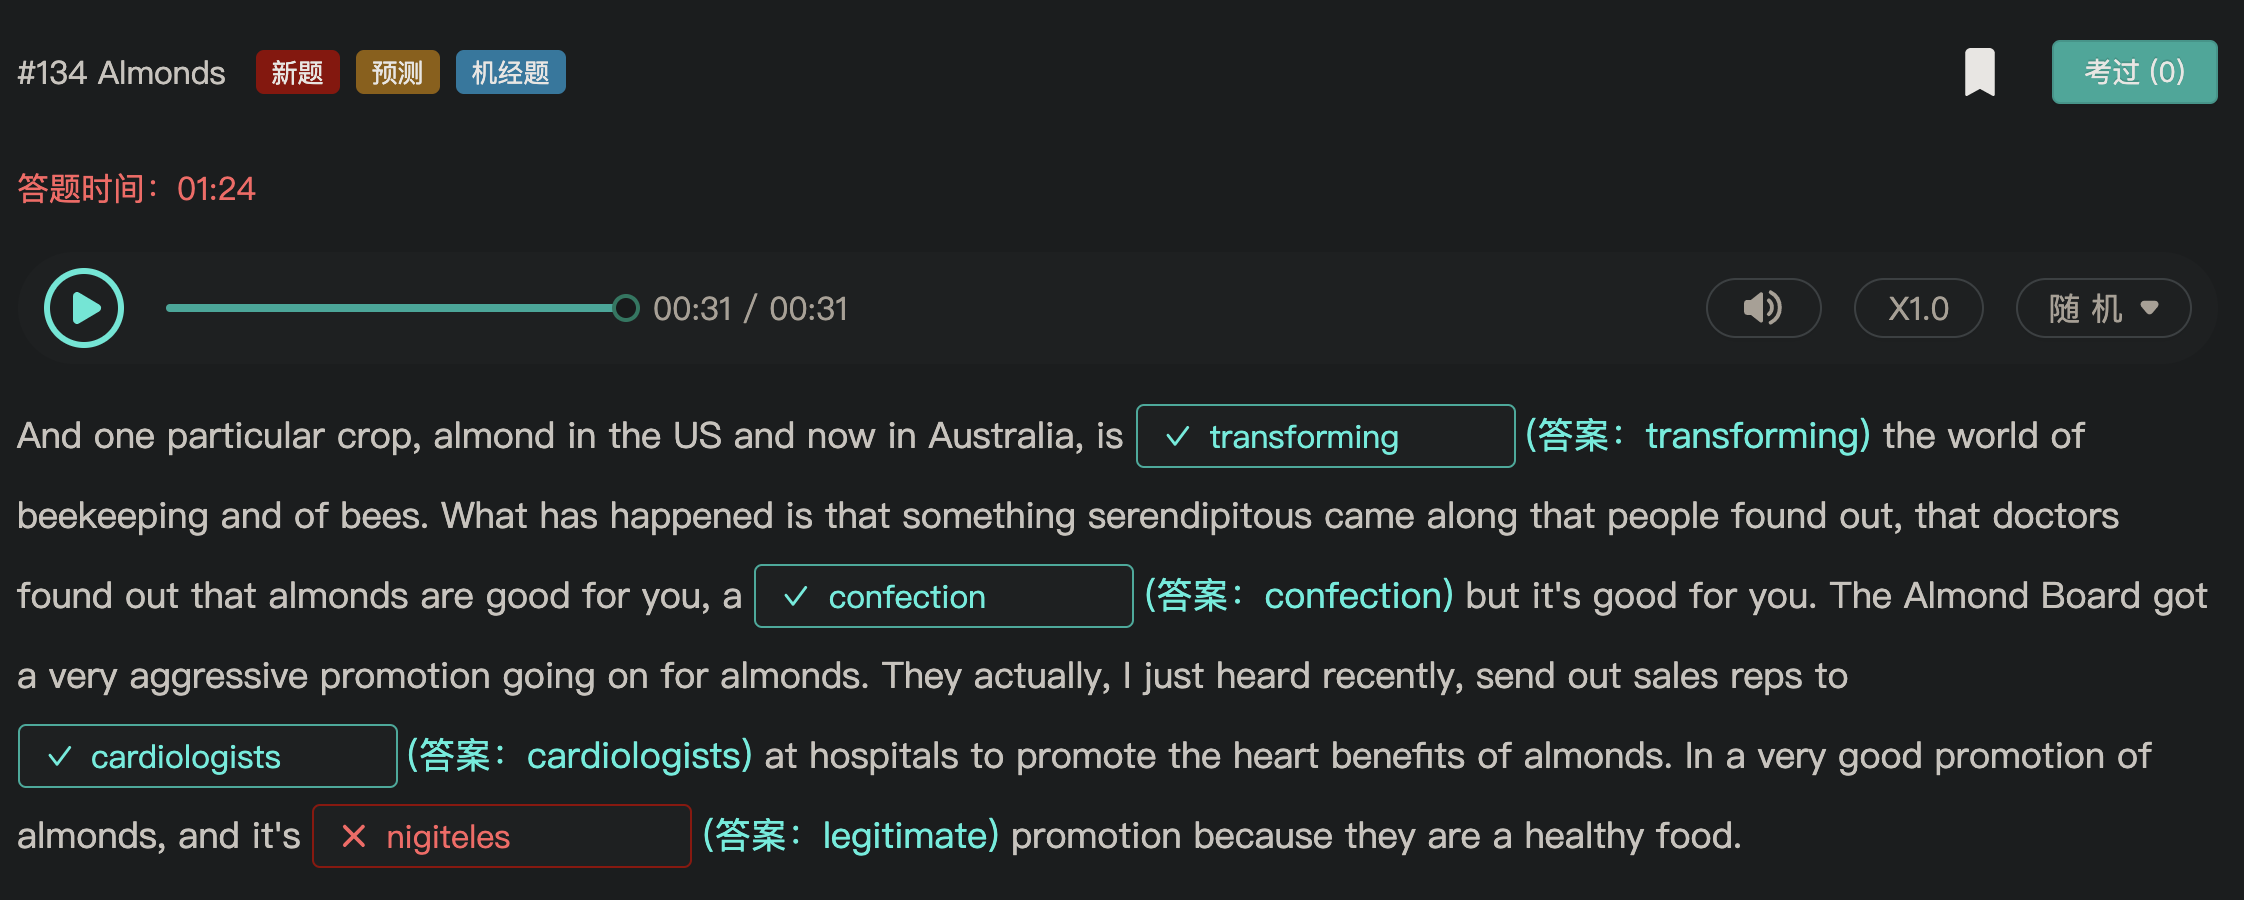 #134 Almonds 新题 预测 机经题 考过 (0)
答题时间：01:24
00:31 / 00:31 X1.0 随 机
And one particular crop, almond in the US and now in Australia, is transforming (答案：transforming) the world of
beekeeping and of bees. What has happened is that something serendipitous came along that people found out, that doctors
found out that almonds are good for you, a confection (答案：confection) but it's good for you. The Almond Board got
a very aggressive promotion going on for almonds. They actually, I just heard recently, send out sales reps to
cardiologists (答案：cardiologists) at hospitals to promote the heart benefits of almonds. In a very good promotion of
almonds, and it's nigiteles (答案：legitimate) promotion because they are a healthy food.